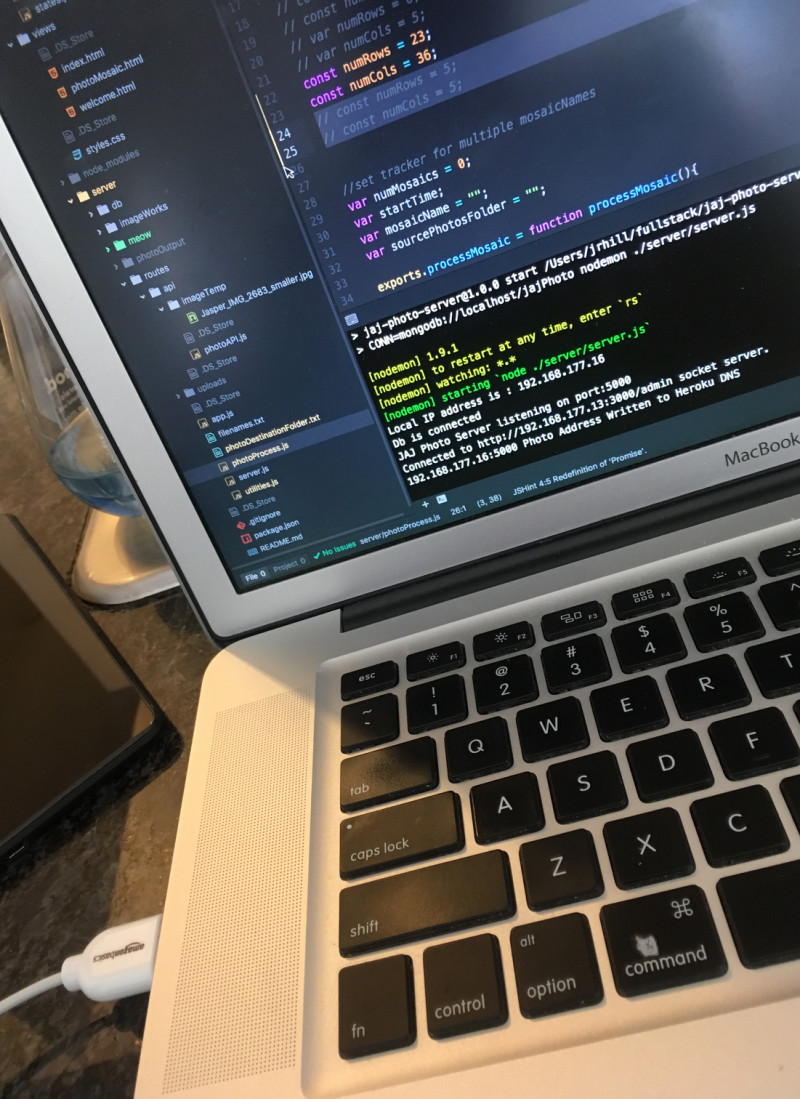 views
.DS_Store
index.html
photoMosaic.html
welcome.html
.DS_Store
styles.css
node_modules
server
db
imageWorks
meow
photoOutput
routes
api
imageTemp
Jasper_IMG_2683_smaller.jpg
.DS_Store
photoAPI.js
.DS_Store
uploads
.DS_Store
app.js
filenames.txt
photoDestinationFolder.txt
photoProcess.js
server.js
utilities.js
.DS_Store
.gitignore
package.json
README.md
File 0 Project 0 No Issues server/photoProcess.js 26:1 (3, 38) JSHint 4:5 Redefinition of 'Promise'.
18 // const numRows = 6;
19 // var numRows = 6;
20 // var numCols = 5;
21 const numRows = 23;
22 const numCols = 36;
23 // const numRows = 5;
24 // const numCols = 5;
25
26
27 //set tracker for multiple mosaicNames
28 var numMosaics = 0;
29 var startTime;
30 var mosaicName = "";
31 var sourcePhotosFolder = "";
32
33 exports.processMosaic = function processMosaic(){
34
> jaj-photo-server@1.0.0 start /Users/jrhill/fullstack/jaj-photo-serv
> CONN=mongodb://localhost/jajPhoto nodemon ./server/server.js
[nodemon] 1.9.1
[nodemon] to restart at any time, enter `rs`
[nodemon] watching: *.*
[nodemon] starting `node ./server/server.js`
Local IP address is : 192.168.177.16
Db is connected
JAJ Photo Server listening on port:5000
Connected to http://192.168.177.13:3000/admin socket server.
192.168.177.16:5000 Photo Address Written to Heroku DNS
MacBook
esc F1 F2 F3 F4 F5
~ ` ! 1 @ 2 # 3 $ 4 % 5 ^
tab Q W E R T
caps lock A S D F
shift Z X C
fn control alt option ⌘ command
amazonbasics